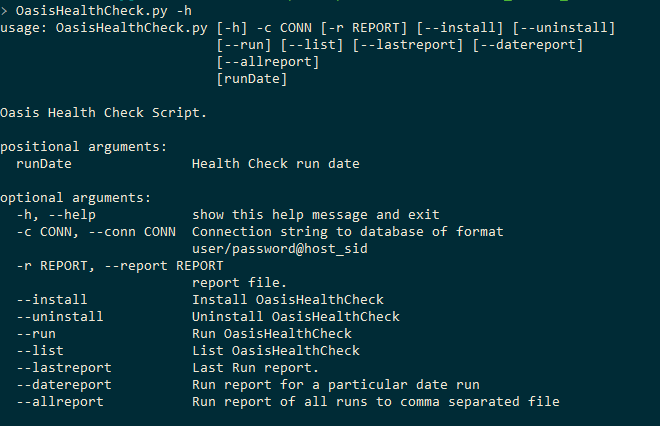 > OasisHealthCheck.py -h
usage: OasisHealthCheck.py [-h] -c CONN [-r REPORT] [--install] [--uninstall]
                           [--run] [--list] [--lastreport] [--datereport]
                           [--allreport]
                           [runDate]

Oasis Health Check Script.

positional arguments:
  runDate               Health Check run date

optional arguments:
  -h, --help            show this help message and exit
  -c CONN, --conn CONN  Connection string to database of format
                        user/password@host_sid
  -r REPORT, --report REPORT
                        report file.
  --install             Install OasisHealthCheck
  --uninstall           Uninstall OasisHealthCheck
  --run                 Run OasisHealthCheck
  --list                List OasisHealthCheck
  --lastreport          Last Run report.
  --datereport          Run report for a particular date run
  --allreport           Run report of all runs to comma separated file